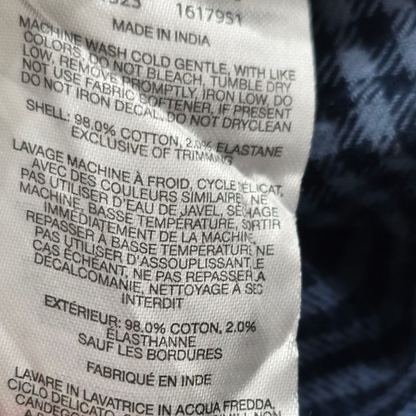 1617951
MADE IN INDIA
MACHINE WASH COLD GENTLE, WITH LIKE
COLORS, DO NOT BLEACH, TUMBLE DRY
LOW, REMOVE PROMPTLY, IRON LOW, DO
NOT USE FABRIC SOFTENER, IF PRESENT
DO NOT IRON DECAL, DO NOT DRYCLEAN
SHELL: 98.0% COTTON, 2.0% ELASTANE
EXCLUSIVE OF TRIMMING
LAVAGE MACHINE À FROID, CYCLE DÉLICAT,
AVEC DES COULEURS SIMILAIRE, NE
PAS UTILISER D'EAU DE JAVEL, SÉCHAGE
MACHINE, BASSE TEMPÉRATURE, SORTIR
IMMÉDIATEMENT DE LA MACHINE,
REPASSER À BASSE TEMPÉRATURE NE
PAS UTILISER D'ASSOUPLISSANT, LE
CAS ÉCHÉANT, NE PAS REPASSER LA
DÉCALCOMANIE, NETTOYAGE À SEC
INTERDIT
EXTÉRIEUR: 98.0% COTON, 2.0%
ÉLASTHANNE
SAUF LES BORDURES
FABRIQUÉ EN INDE
LAVARE IN LAVATRICE IN ACQUA FREDDA,
CICLO DELICATO